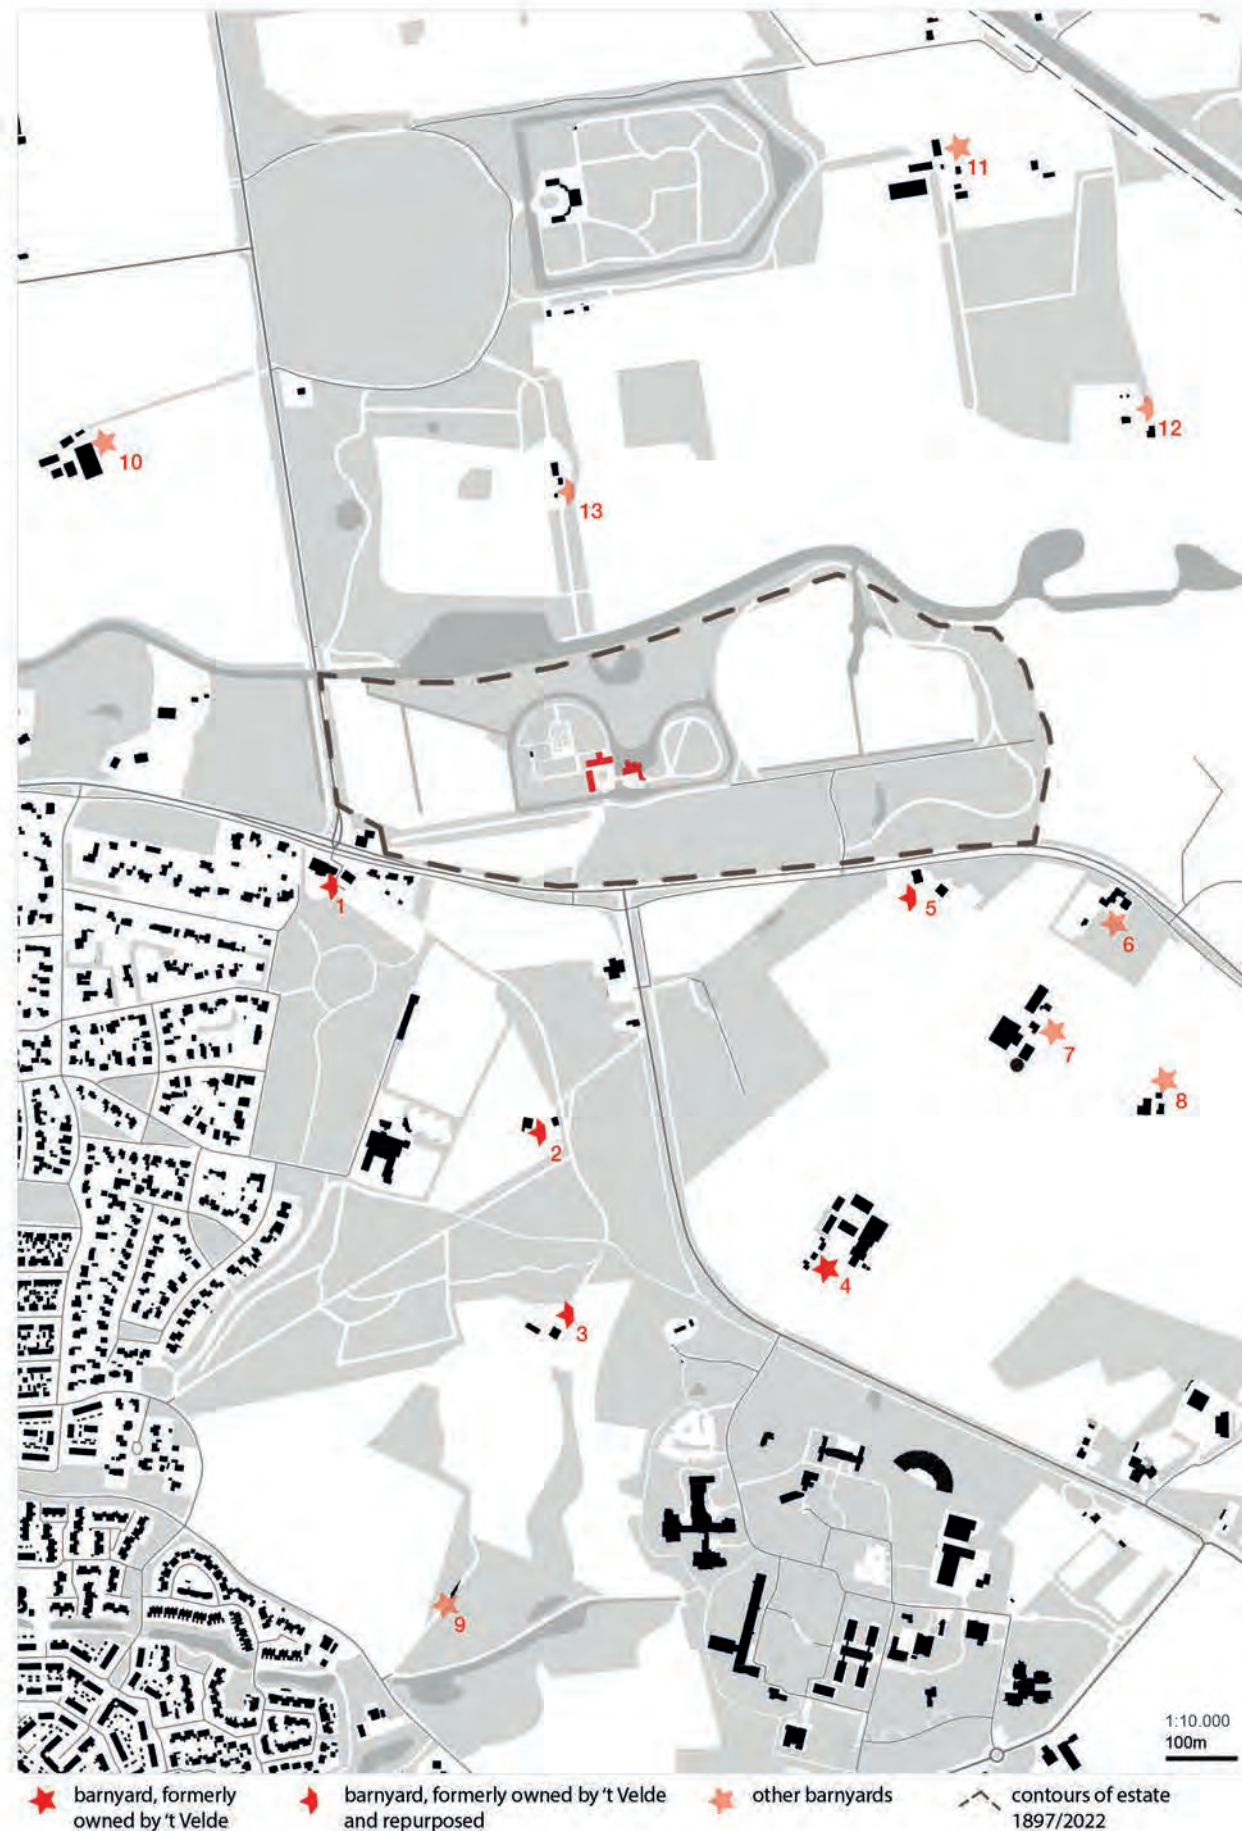 11
12
10
13
1
5
6
7
8
2
4
3
9
1:10.000
100m
barnyard, formerly
owned by ‘t Velde
barnyard, formerly owned by ‘t Velde
and repurposed
other barnyards
contours of estate
1897/2022